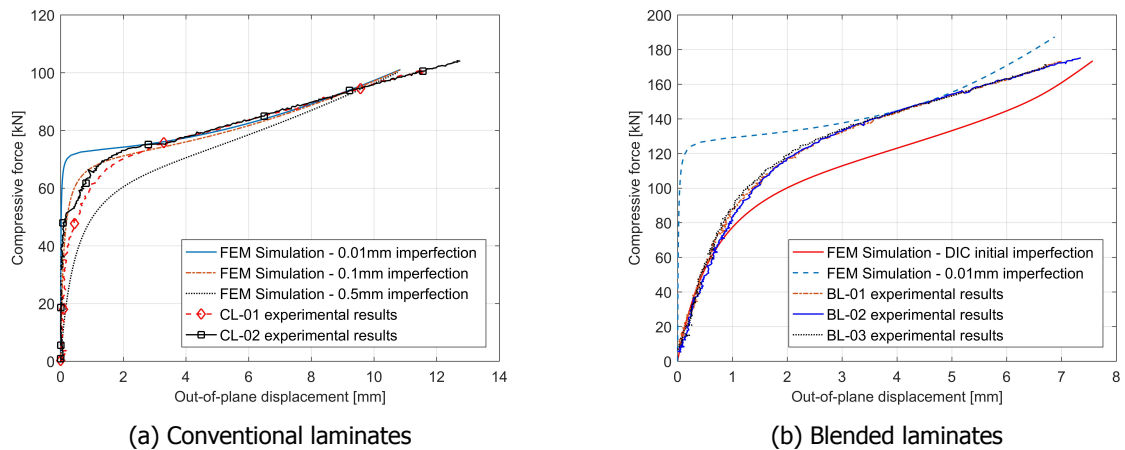 120
100
80
60
40
20
0
Compressive force [kN]
0 2 4 6 8 10 12 14
Out-of-plane displacement [mm]
FEM Simulation - 0.01mm imperfection
FEM Simulation - 0.1mm imperfection
FEM Simulation - 0.5mm imperfection
CL-01 experimental results
CL-02 experimental results
(a) Conventional laminates
200
180
160
140
120
100
80
60
40
20
0
Compressive force [kN]
0 1 2 3 4 5 6 7 8
Out-of-plane displacement [mm]
FEM Simulation - DIC initial imperfection
FEM Simulation - 0.01mm imperfection
BL-01 experimental results
BL-02 experimental results
BL-03 experimental results
(b) Blended laminates